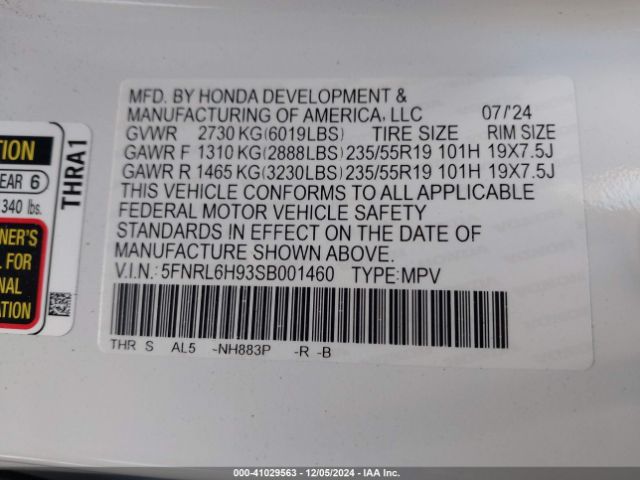 MFD. BY HONDA DEVELOPMENT &
MANUFACTURING OF AMERICA, LLC 07/'24
GVWR 2730 KG(6019LBS) TIRE SIZE RIM SIZE
GAWR F 1310 KG(2888LBS) 235/55R19 101H 19X7.5J
GAWR R 1465 KG(3230LBS) 235/55R19 101H 19X7.5J
THIS VEHICLE CONFORMS TO ALL APPLICABLE
FEDERAL MOTOR VEHICLE SAFETY
STANDARDS IN EFFECT ON THE DATE OF
MANUFACTURE SHOWN ABOVE.
V.I.N.: 5FNRL6H93SB001460 TYPE:MPV
THR S AL5 -NH883P -R -B
TION
EAR 6
340 lbs.
NER'S
L FOR
NAL
ATION
THRA1
000-41029563 | 12/05/2024 | IAA Inc.